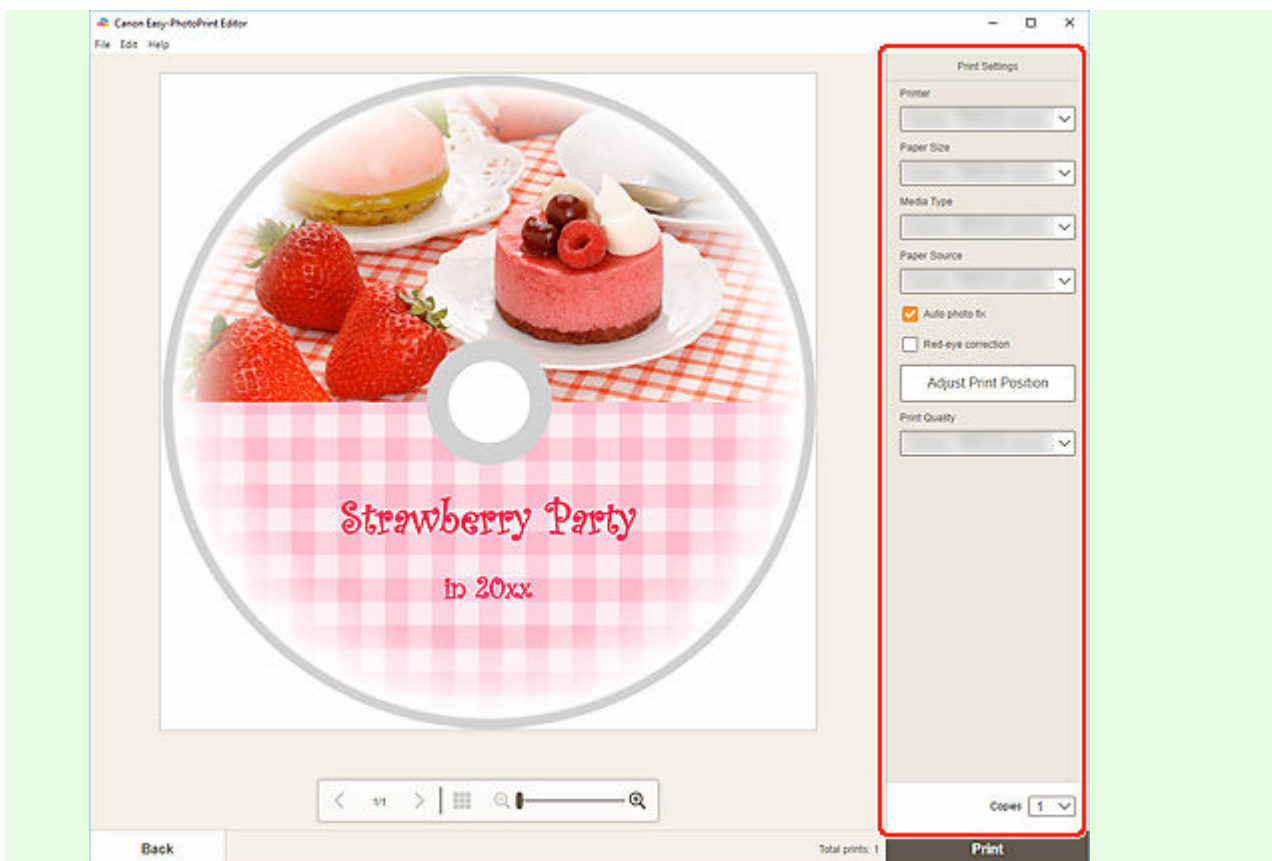 Canon Easy-PhotoPrint Editor
File Edit Help
Print Settings
Printer
Paper Size
Media Type
Paper Source
Auto photo fix
Red-eye correction
Adjust Print Position
Print Quality
Strawberry Party
in 20xx
1/1
Copies 1
Back
Total prints: 1
Print